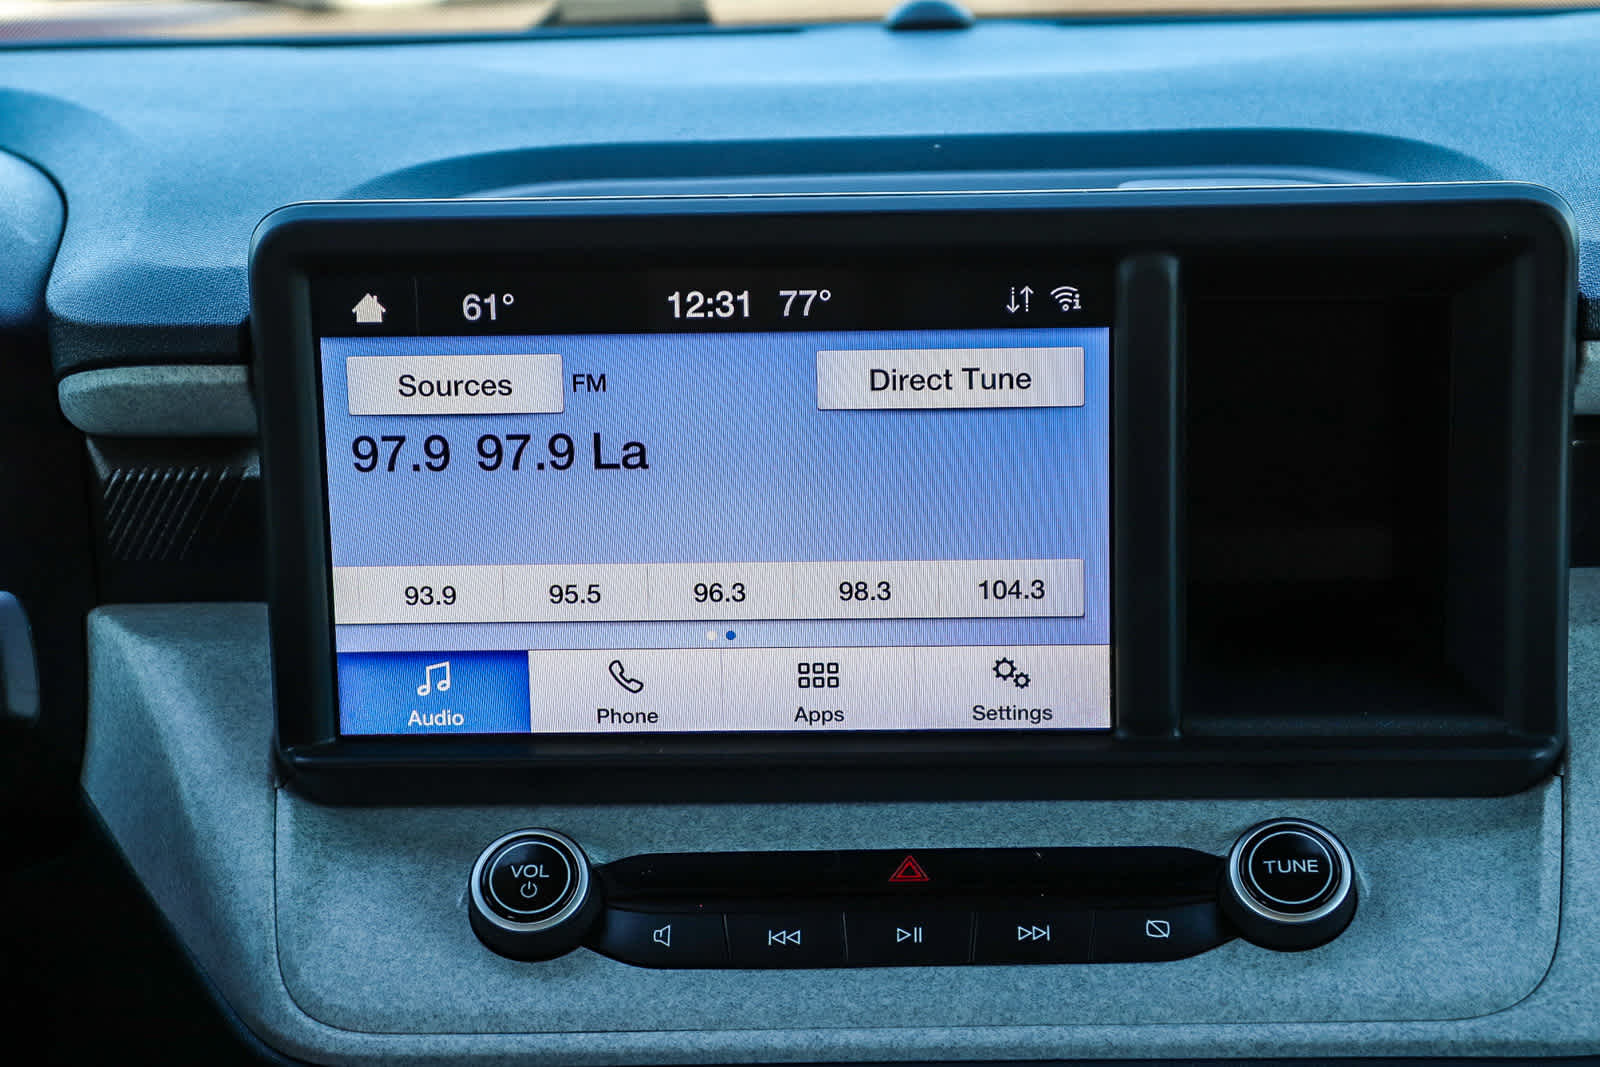 61° 12:31 77°
Sources FM Direct Tune
97.9 97.9 La
93.9 95.5 96.3 98.3 104.3
Audio Phone Apps Settings
VOL TUNE